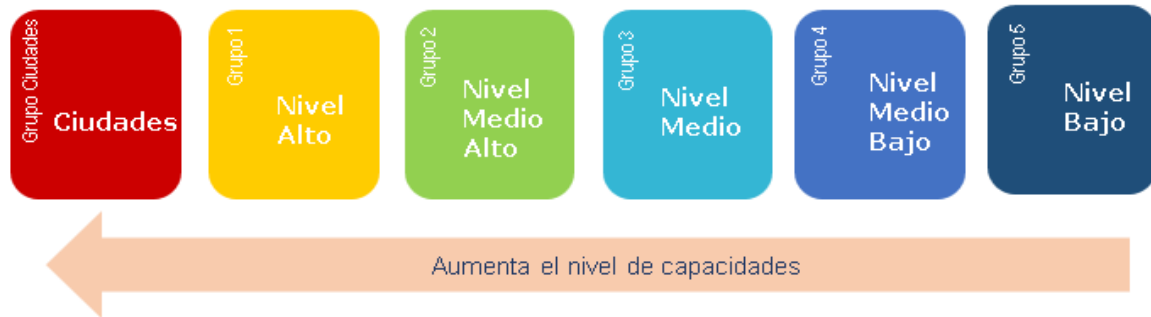 Grupo Ciudades
Ciudades
Grupo 1
Nivel
Alto
Grupo 2
Nivel
Medio
Alto
Grupo 3
Nivel
Medio
Grupo 4
Nivel
Medio
Bajo
Grupo 5
Nivel
Bajo
Aumenta el nivel de capacidades